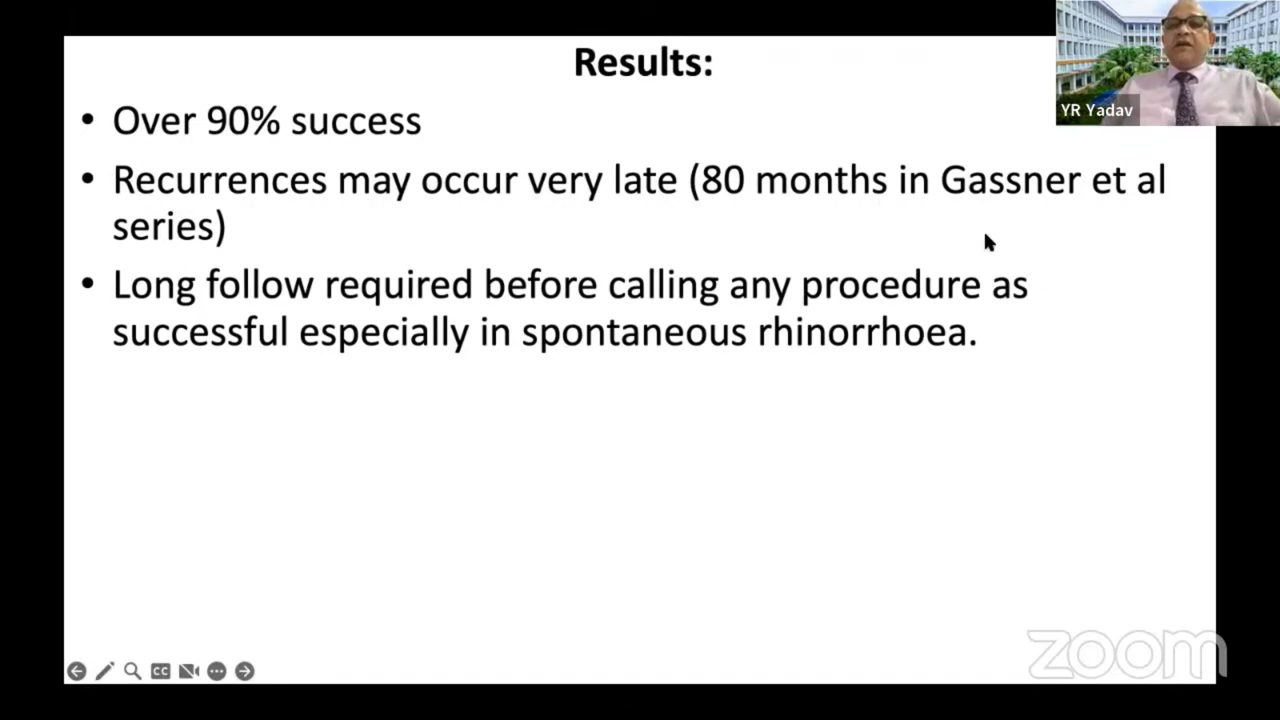 Results:
YR Yadav
• Over 90% success
• Recurrences may occur very late (80 months in Gassner et al
series)
• Long follow required before calling any procedure as
successful especially in spontaneous rhinorrhoea.
CC
zoom